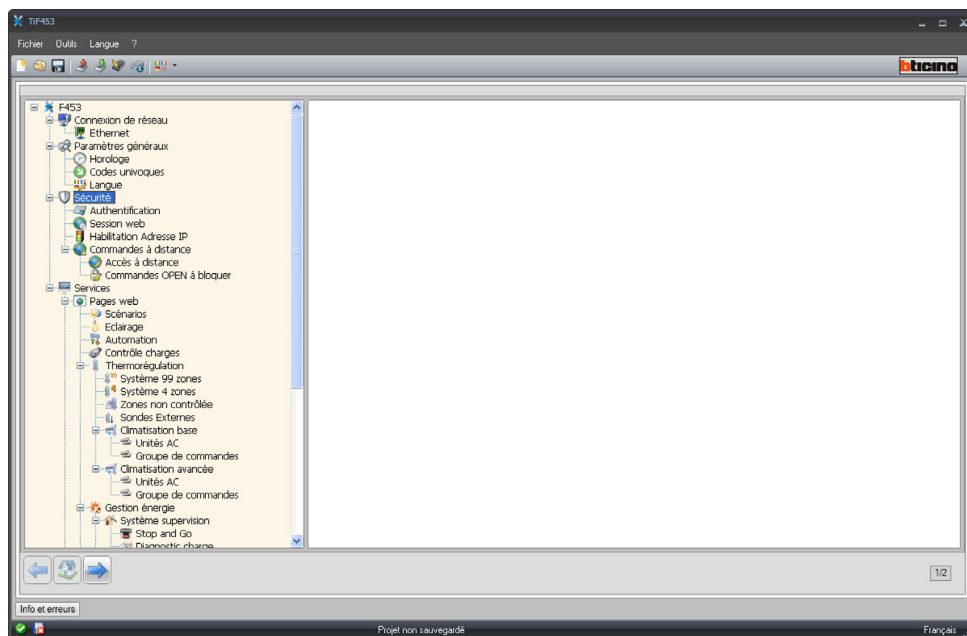 TiF453
Fichier Outils Langue ?
bticino
F453
Connexion de réseau
Ethernet
Paramètres généraux
Horologe
Codes univoques
Langue
Sécurité
Authentification
Session web
Habilitation Adresse IP
Commandes à distance
Accès à distance
Commandes OPEN à bloquer
Services
Pages web
Scénarios
Eclairage
Automation
Contrôle charges
Thermorégulation
Système 99 zones
Système 4 zones
Zones non contrôlée
Sondes Externes
Climatisation base
Unités AC
Groupe de commandes
Climatisation avancée
Unités AC
Groupe de commandes
Gestion énergie
Système supervision
Stop and Go
Diagnostic charge
1/2
Info et erreurs
Projet non sauvegardé
Français